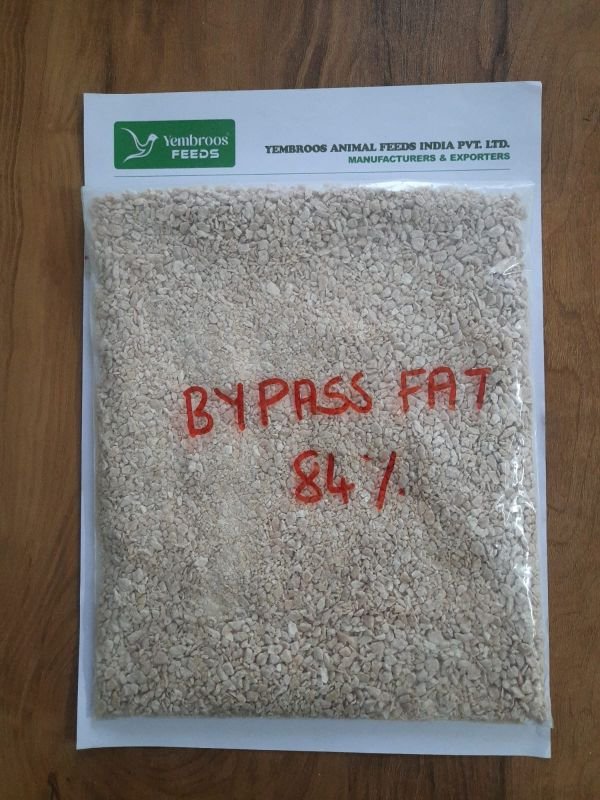 Yembroos
FEEDS
YEMBROOS ANIMAL FEEDS INDIA PVT. LTD.
MANUFACTURERS & EXPORTERS
BYPASS FAT
84%